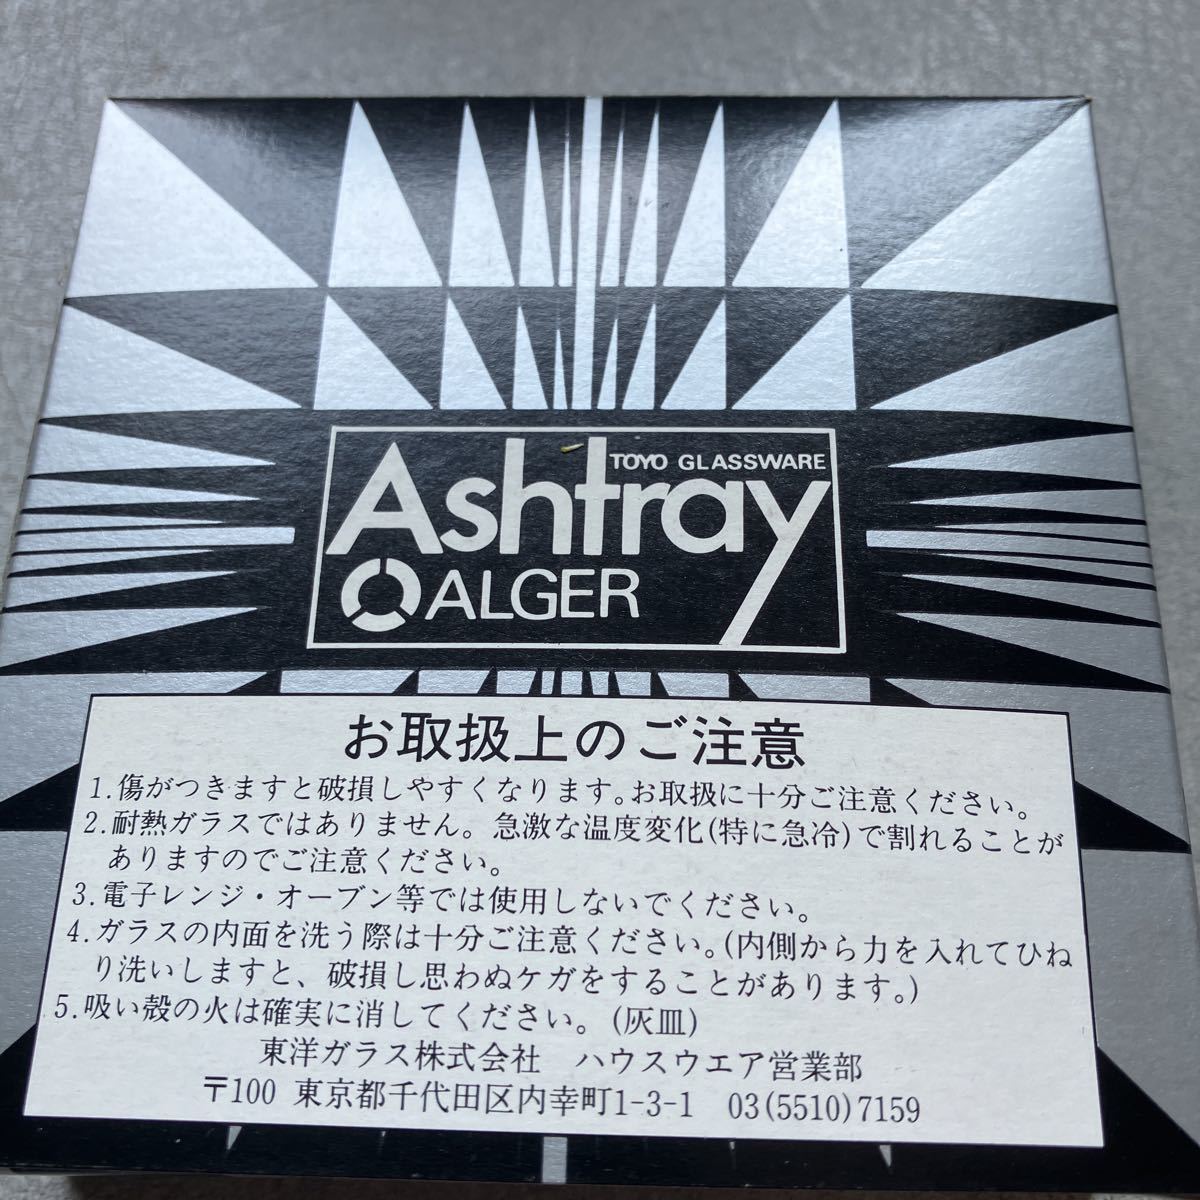 TOYO GLASSWARE
Ashtray
ALGER
お取扱上のご注意
1.傷がつきますと破損しやすくなります。お取扱に十分ご注意ください。
2.耐熱ガラスではありません。急激な温度変化(特に急冷)で割れることが
ありますのでご注意ください。
3.電子レンジ・オーブン等では使用しないでください。
4.ガラスの内面を洗う際は十分ご注意ください。(内側から力を入れてひね
り洗いしますと、破損し思わぬケガをすることがあります。)
5.吸い殻の火は確実に消してください。(灰皿)
東洋ガラス株式会社　ハウスウエア営業部
〒100 東京都千代田区内幸町1-3-1　03(5510)7159